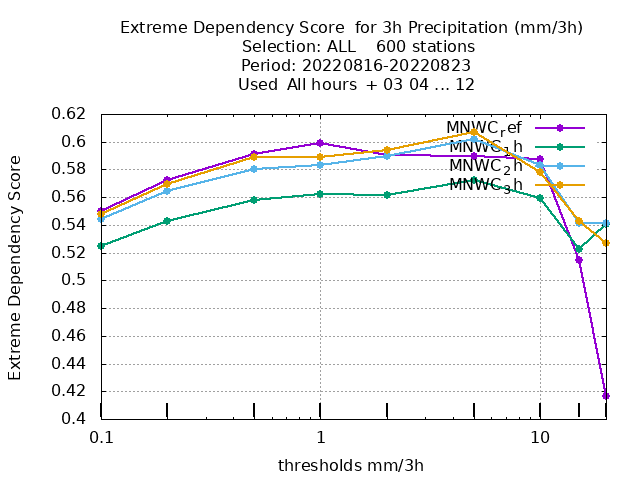 Extreme Dependency Score for 3h Precipitation (mm/3h)
Selection: ALL 600 stations
Period: 20220816-20220823
Used All hours + 03 04 ... 12
MNWC_ref
MNWC_1h
MNWC_2h
MNWC_3h
Extreme Dependency Score
0.62
0.6
0.58
0.56
0.54
0.52
0.5
0.48
0.46
0.44
0.42
0.4
0.1 1 10
thresholds mm/3h